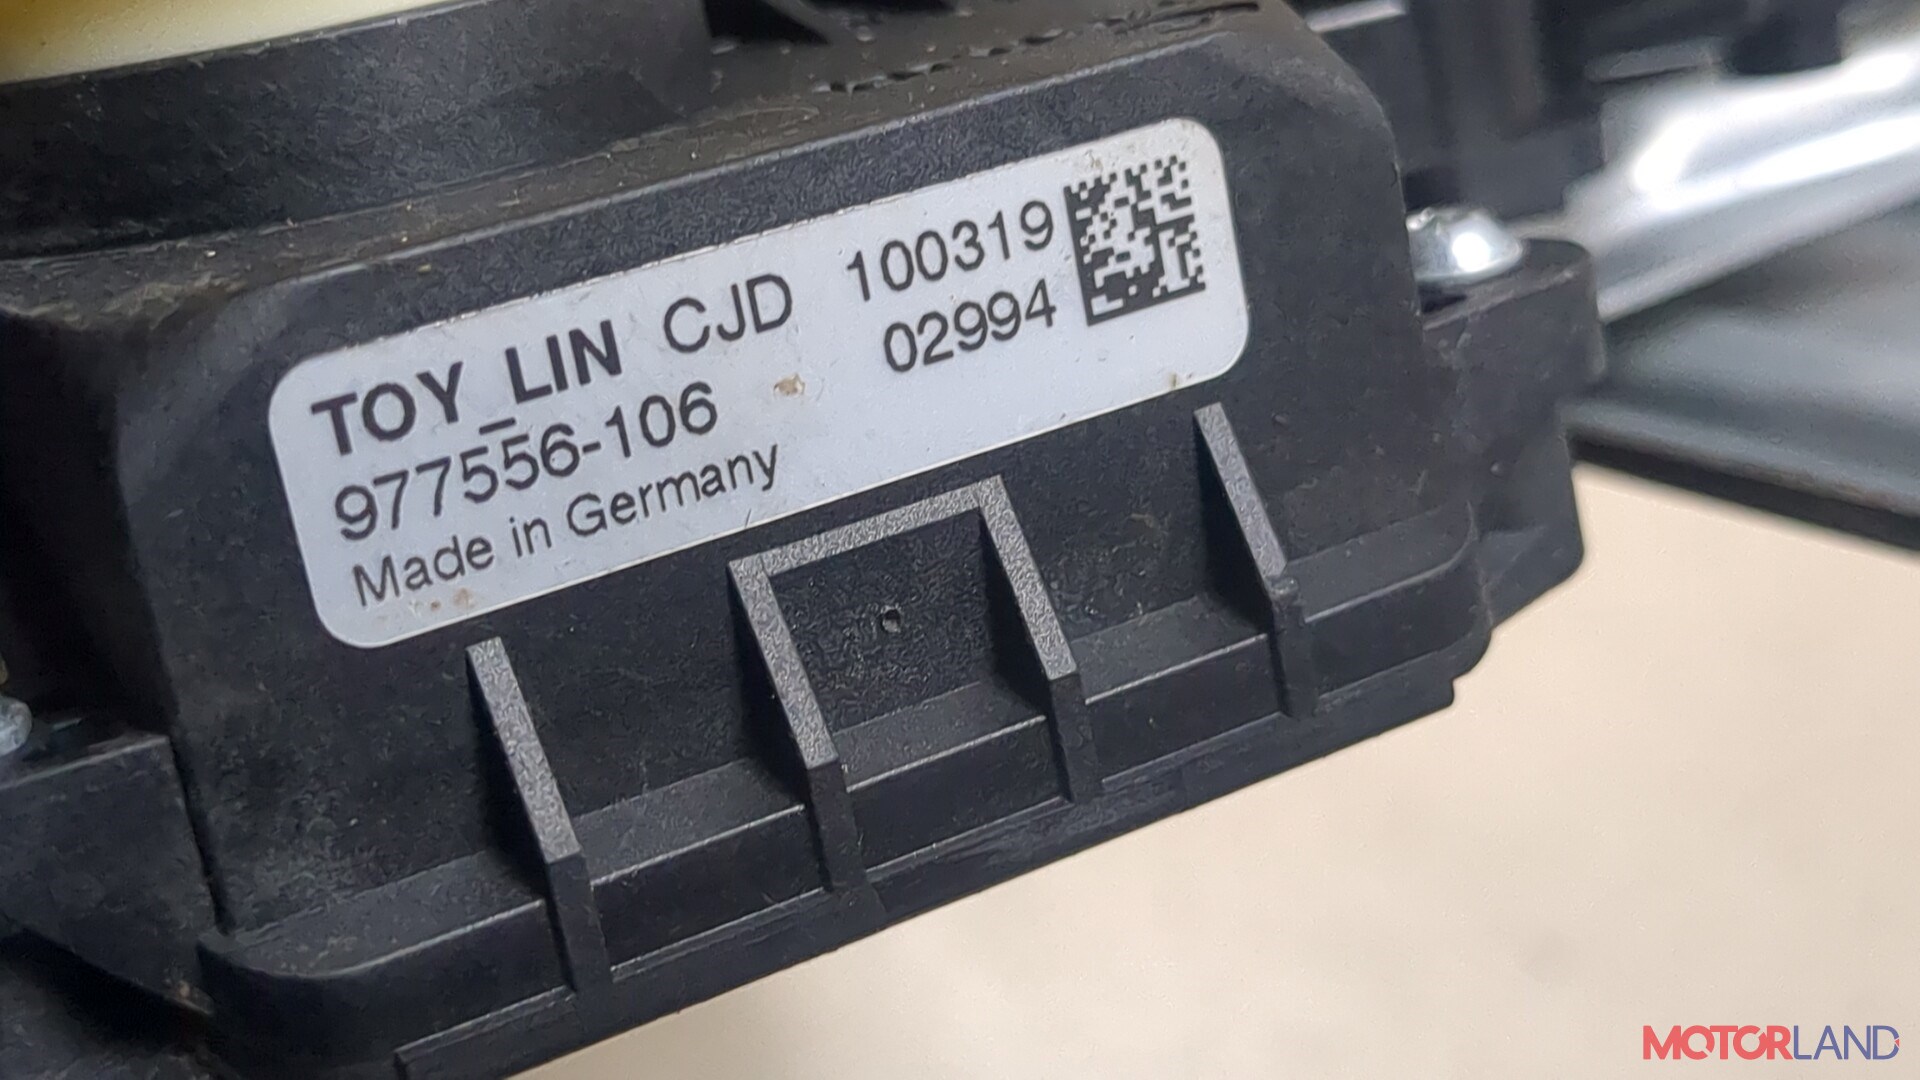 TOY_LIN CJD 100319
977556-106 02994
Made in Germany
MOTORLAND